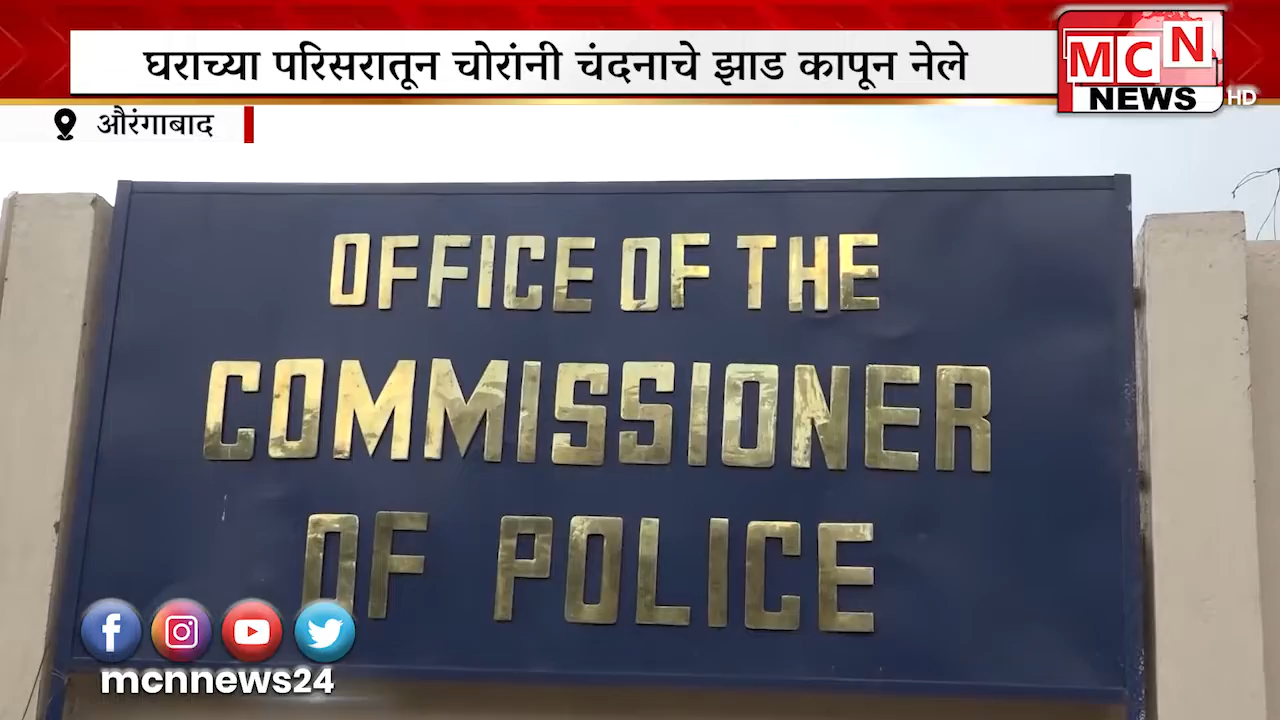 घराच्या परिसरातून चोरांनी चंदनाचे झाड कापून नेले
MCN
NEWS HD
औरंगाबाद
OFFICE OF THE
COMMISSIONER
OF POLICE
mcnnews24